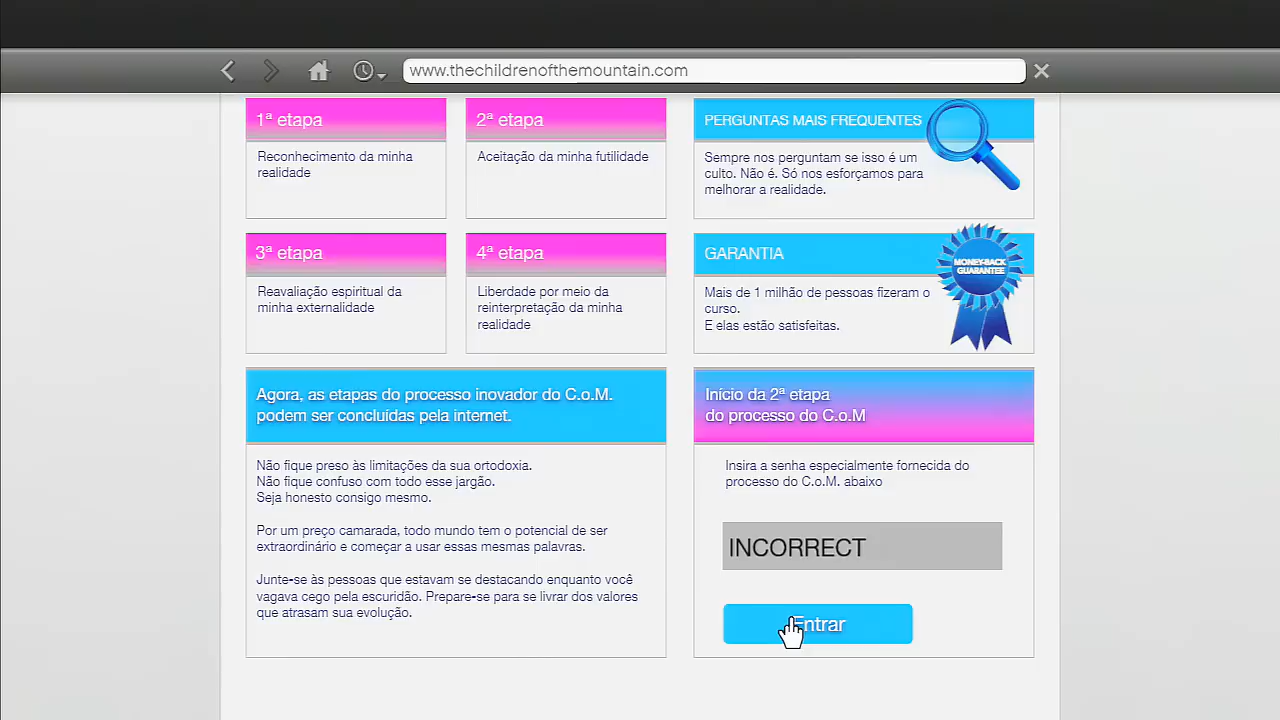 www.thechildrenofthemountain.com
1ª etapa
Reconhecimento da minha
realidade
2ª etapa
Aceitação da minha futilidade
PERGUNTAS MAIS FREQUENTES
Sempre nos perguntam se isso é um
culto. Não é. Só nos esforçamos para
melhorar a realidade.
3ª etapa
Reavaliação espiritual da
minha externalidade
4ª etapa
Liberdade por meio da
reinterpretação da minha
realidade
GARANTIA
MONEY-BACK
GUARANTEE
Mais de 1 milhão de pessoas fizeram o
curso.
E elas estão satisfeitas.
Agora, as etapas do processo inovador do C.o.M.
podem ser concluídas pela internet.
Não fique preso às limitações da sua ortodoxia.
Não fique confuso com todo esse jargão.
Seja honesto consigo mesmo.
Por um preço camarada, todo mundo tem o potencial de ser
extraordinário e começar a usar essas mesmas palavras.
Junte-se às pessoas que estavam se destacando enquanto você
vagava cego pela escuridão. Prepare-se para se livrar dos valores
que atrasam sua evolução.
Início da 2ª etapa
do processo do C.o.M
Insira a senha especialmente fornecida do
processo do C.o.M. abaixo
INCORRECT
Entrar